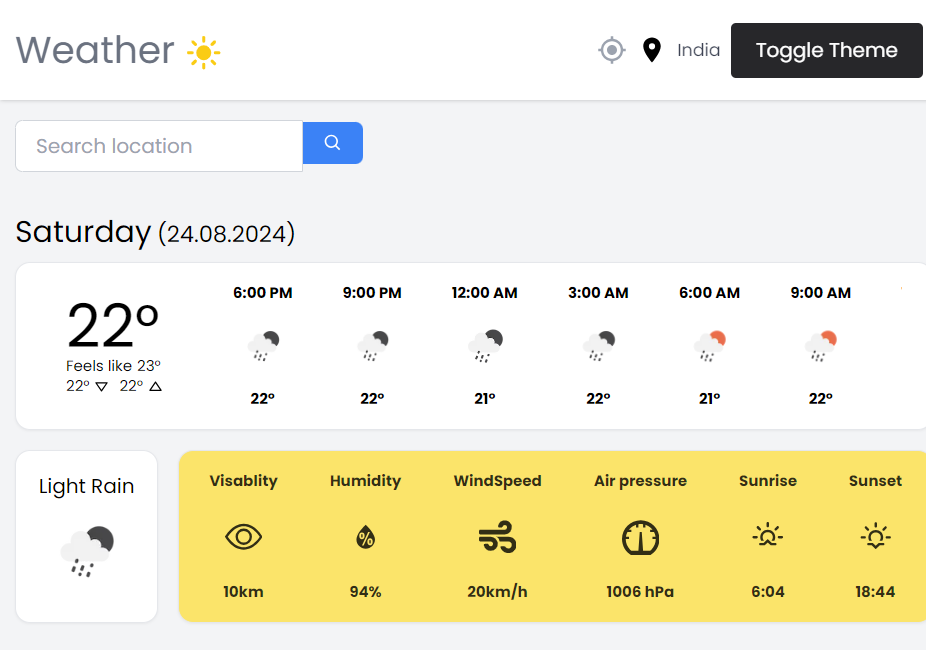 Weather
India
Toggle Theme
Search location
Saturday (24.08.2024)
6:00 PM 9:00 PM 12:00 AM 3:00 AM 6:00 AM 9:00 AM
22°
Feels like 23°
22° 22°
22° 22° 21° 22° 21° 22°
Light Rain
Visablity Humidity WindSpeed Air pressure Sunrise Sunset
%
10km 94% 20km/h 1006 hPa 6:04 18:44